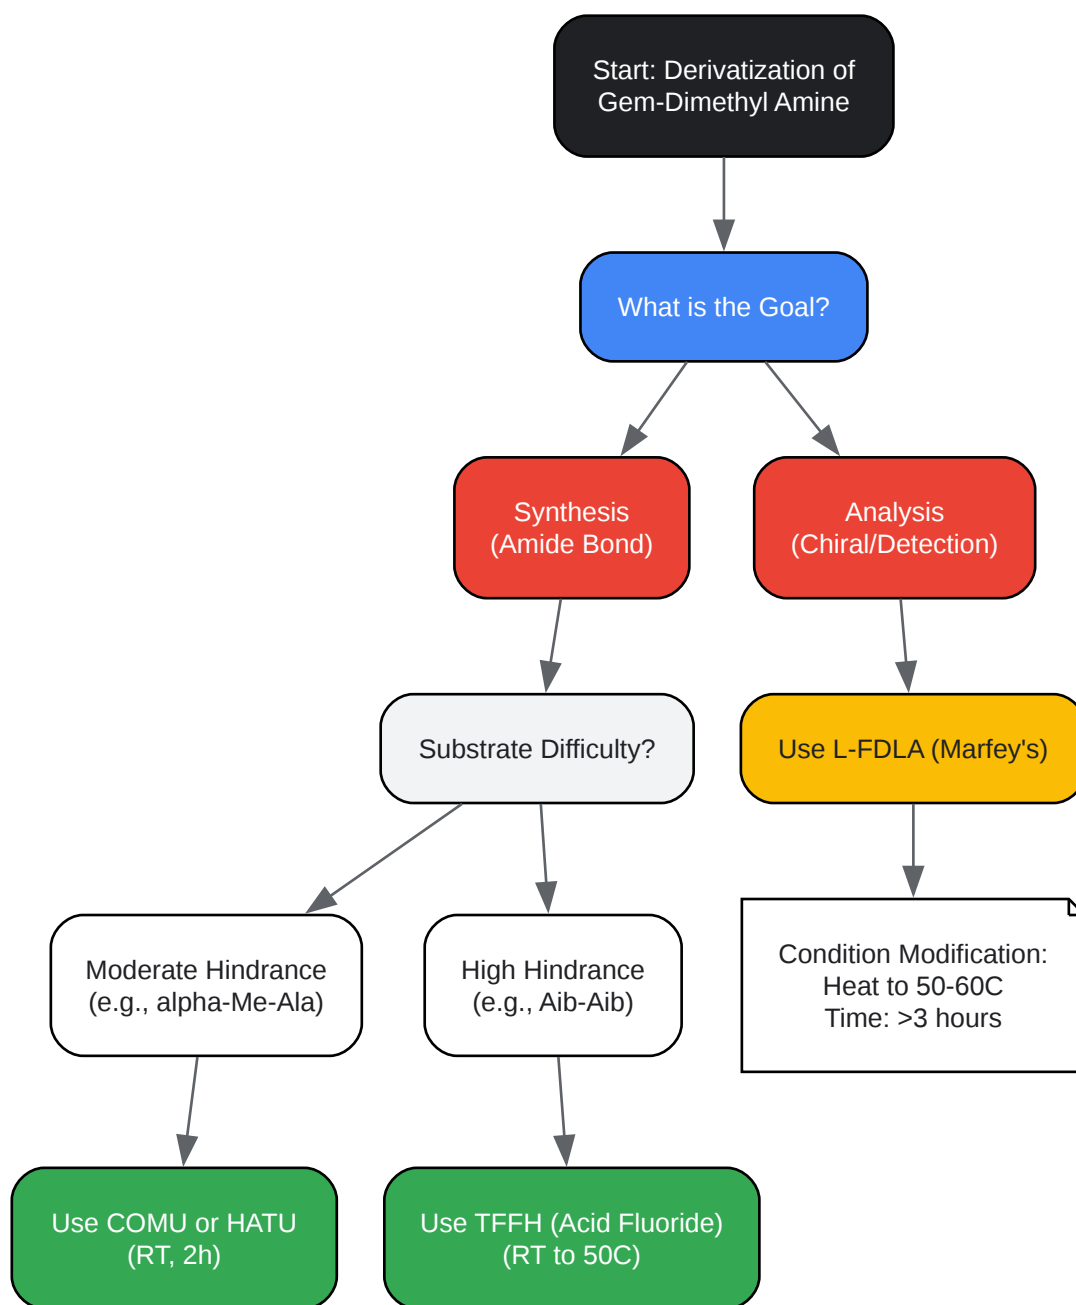 Start: Derivatization of
Gem-Dimethyl Amine
What is the Goal?
Synthesis
(Amide Bond)
Analysis
(Chiral/Detection)
Substrate Difficulty?
Use L-FDLA (Marfey's)
Moderate Hindrance
(e.g., alpha-Me-Ala)
High Hindrance
(e.g., Aib-Aib)
Condition Modification:
Heat to 50-60C
Time: >3 hours
Use COMU or HATU
(RT, 2h)
Use TFFH (Acid Fluoride)
(RT to 50C)